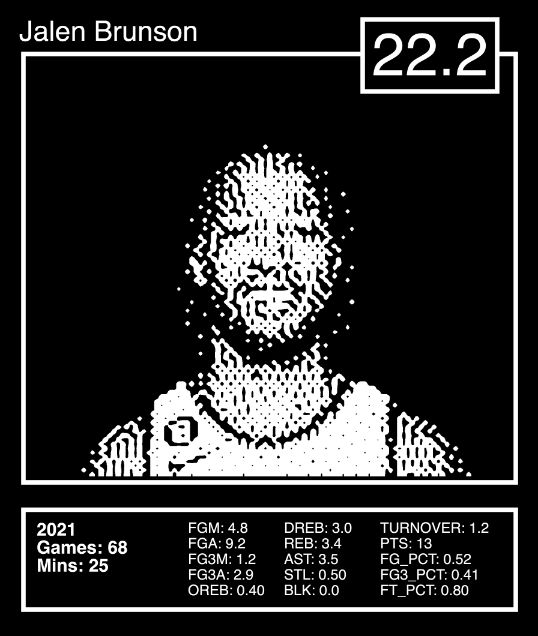 Jalen Brunson
22.2
2021
Games: 68
Mins: 25
FGM: 4.8
FGA: 9.2
FG3M: 1.2
FG3A: 2.9
OREB: 0.40
DREB: 3.0
REB: 3.4
AST: 3.5
STL: 0.50
BLK: 0.0
TURNOVER: 1.2
PTS: 13
FG_PCT: 0.52
FG3_PCT: 0.41
FT_PCT: 0.80